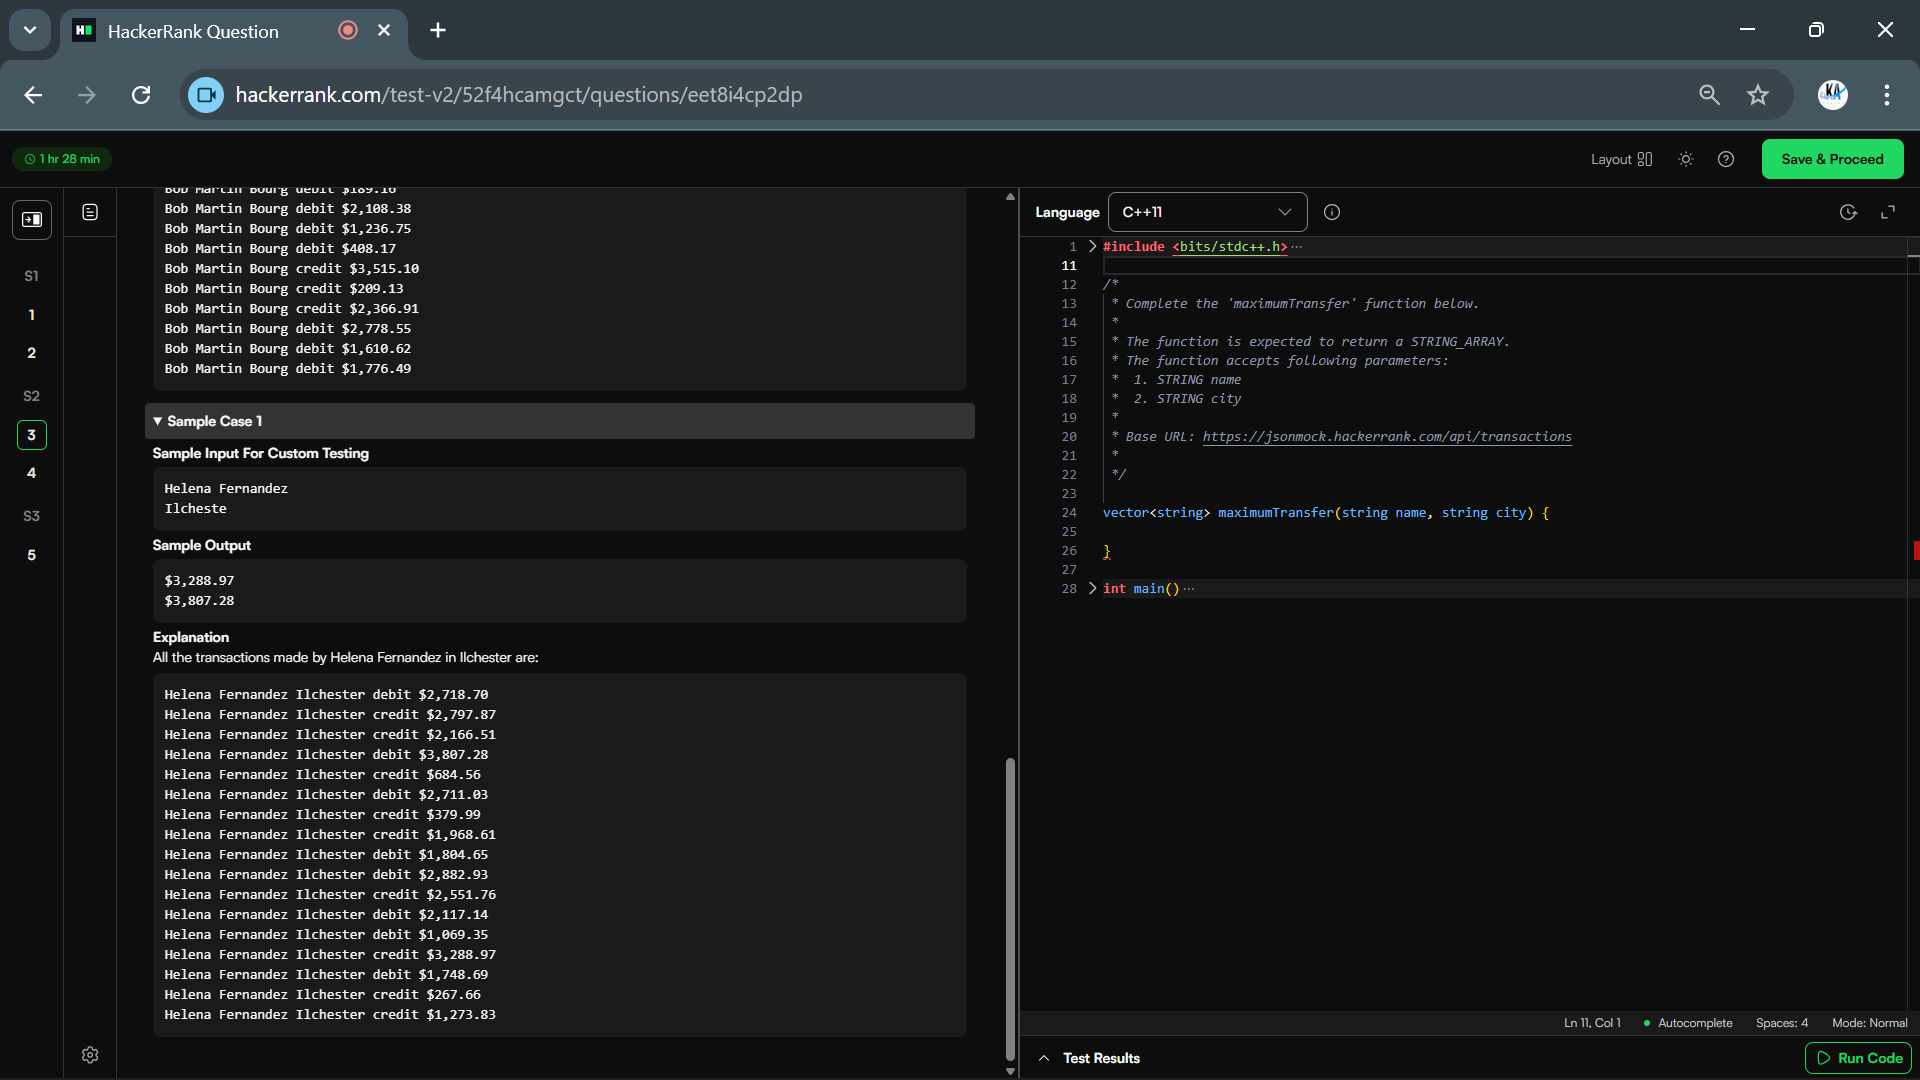 HackerRank Question
hackerrank.com/test-v2/52f4hcamgct/questions/eet8i4cp2dp
KA
1 hr 28 min
Layout
Save & Proceed
S1
1
2
S2
3
4
S3
5
Bob Martin Bourg debit $189.16
Bob Martin Bourg debit $2,108.38
Bob Martin Bourg debit $1,236.75
Bob Martin Bourg debit $408.17
Bob Martin Bourg credit $3,515.10
Bob Martin Bourg credit $209.13
Bob Martin Bourg credit $2,366.91
Bob Martin Bourg debit $2,778.55
Bob Martin Bourg debit $1,610.62
Bob Martin Bourg debit $1,776.49
▼ Sample Case 1
Sample Input For Custom Testing
Helena Fernandez
Ilcheste
Sample Output
$3,288.97
$3,807.28
Explanation
All the transactions made by Helena Fernandez in Ilchester are:
Helena Fernandez Ilchester debit $2,718.70
Helena Fernandez Ilchester credit $2,797.87
Helena Fernandez Ilchester credit $2,166.51
Helena Fernandez Ilchester debit $3,807.28
Helena Fernandez Ilchester credit $684.56
Helena Fernandez Ilchester debit $2,711.03
Helena Fernandez Ilchester credit $379.99
Helena Fernandez Ilchester credit $1,968.61
Helena Fernandez Ilchester debit $1,804.65
Helena Fernandez Ilchester debit $2,882.93
Helena Fernandez Ilchester credit $2,551.76
Helena Fernandez Ilchester debit $2,117.14
Helena Fernandez Ilchester debit $1,069.35
Helena Fernandez Ilchester credit $3,288.97
Helena Fernandez Ilchester debit $1,748.69
Helena Fernandez Ilchester credit $267.66
Helena Fernandez Ilchester credit $1,273.83
Language C++11
1 #include <bits/stdc++.h>···
11
12 /*
13 * Complete the 'maximumTransfer' function below.
14 *
15 * The function is expected to return a STRING_ARRAY.
16 * The function accepts following parameters:
17 * 1. STRING name
18 * 2. STRING city
19 *
20 * Base URL: https://jsonmock.hackerrank.com/api/transactions
21 *
22 */
23
24 vector<string> maximumTransfer(string name, string city) {
25
26 }
27
28 int main()···
Ln 11, Col 1 Autocomplete Spaces: 4 Mode: Normal
Test Results
Run Code